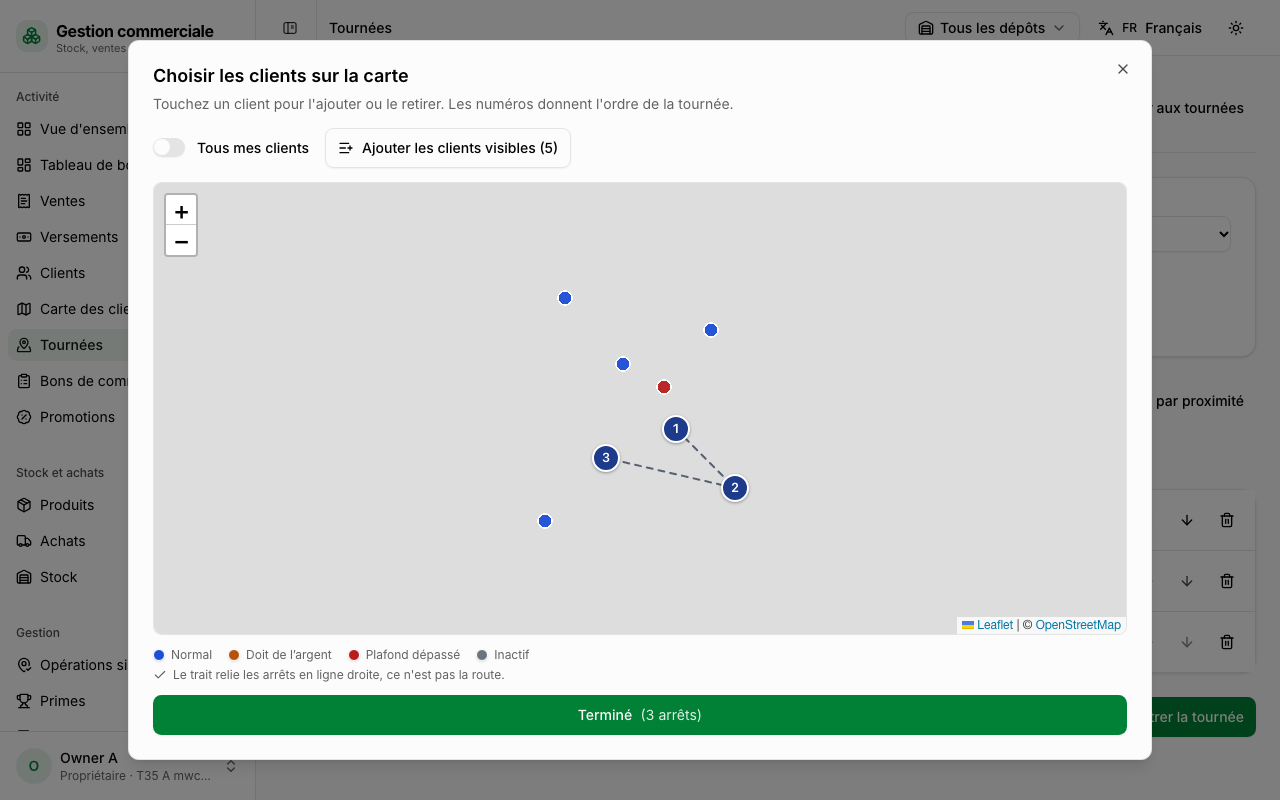 Gestion commerciale
Stock, ventes
Tournées
Tous les dépôts
FR Français
Activité
Vue d'ensem
Tableau de bo
Ventes
Versements
Clients
Carte des clie
Tournées
Bons de com
Promotions
Stock et achats
Produits
Achats
Stock
Gestion
Opérations si
Primes
O
Owner A
Propriétaire · T35 A mwc...
aux tournées
par proximité
trer la tournée
Choisir les clients sur la carte
Touchez un client pour l'ajouter ou le retirer. Les numéros donnent l'ordre de la tournée.
Tous mes clients
Ajouter les clients visibles (5)
+
−
1
3
2
Leaflet | © OpenStreetMap
Normal
Doit de l’argent
Plafond dépassé
Inactif
Le trait relie les arrêts en ligne droite, ce n'est pas la route.
Terminé (3 arrêts)